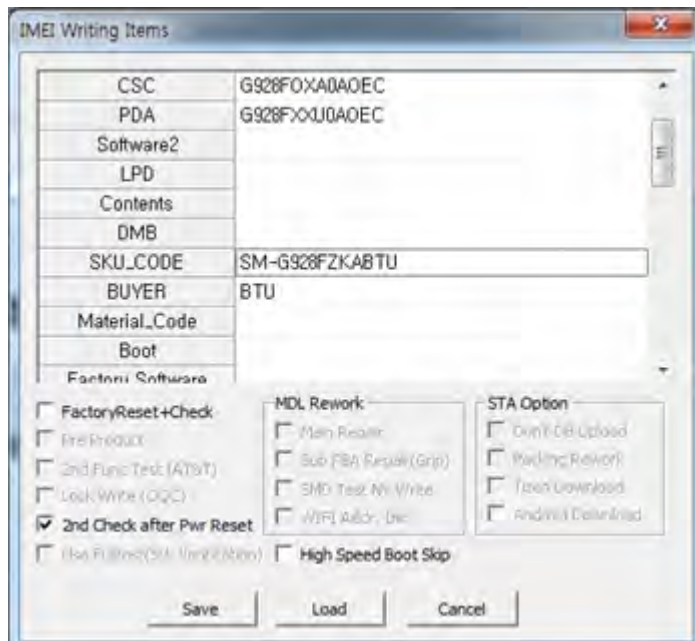 IMEI Writing Items
CSC G928FOXA0AOEC
PDA G928FXXU0AOEC
Software2
LPD
Contents
DMB
SKU_CODE SM-G928FZKABTU
BUYER BTU
Material_Code
Boot
Factory Software
FactoryReset+Check
Pre Product
2nd Func Test (AT&T)
Lock Write (OQC)
2nd Check after Pwr Reset
MDL Rework
Main Repair
Sub PBA Repair(Grip)
SMD Test NV Write
WIFI Addr. Inc
High Speed Boot Skip
STA Option
Don't DB Upload
Packing Rework
Tizen Download
Android Download
Save Load Cancel